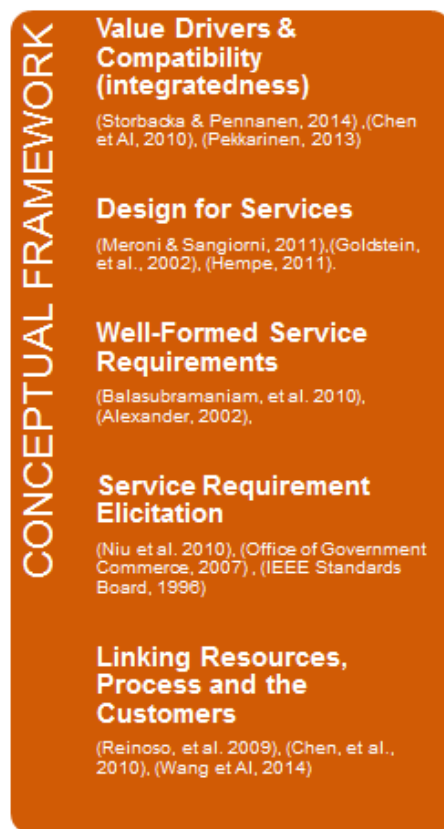 CONCEPTUAL FRAMEWORK
Value Drivers &
Compatibility
(integratedness)
(Storbacka & Pennanen, 2014) ,(Chen
et Al, 2010), (Pekkarinen, 2013)
Design for Services
(Meroni & Sangiorni, 2011),(Goldstein,
et al., 2002), (Hempe, 2011).
Well-Formed Service
Requirements
(Balasubramaniam, et al. 2010),
(Alexander, 2002),
Service Requirement
Elicitation
(Niu et al. 2010), (Office of Government
Commerce, 2007) , (IEEE Standards
Board, 1996)
Linking Resources,
Process and the
Customers
(Reinoso, et al. 2009), (Chen, et al.,
2010), (Wang et Al, 2014)